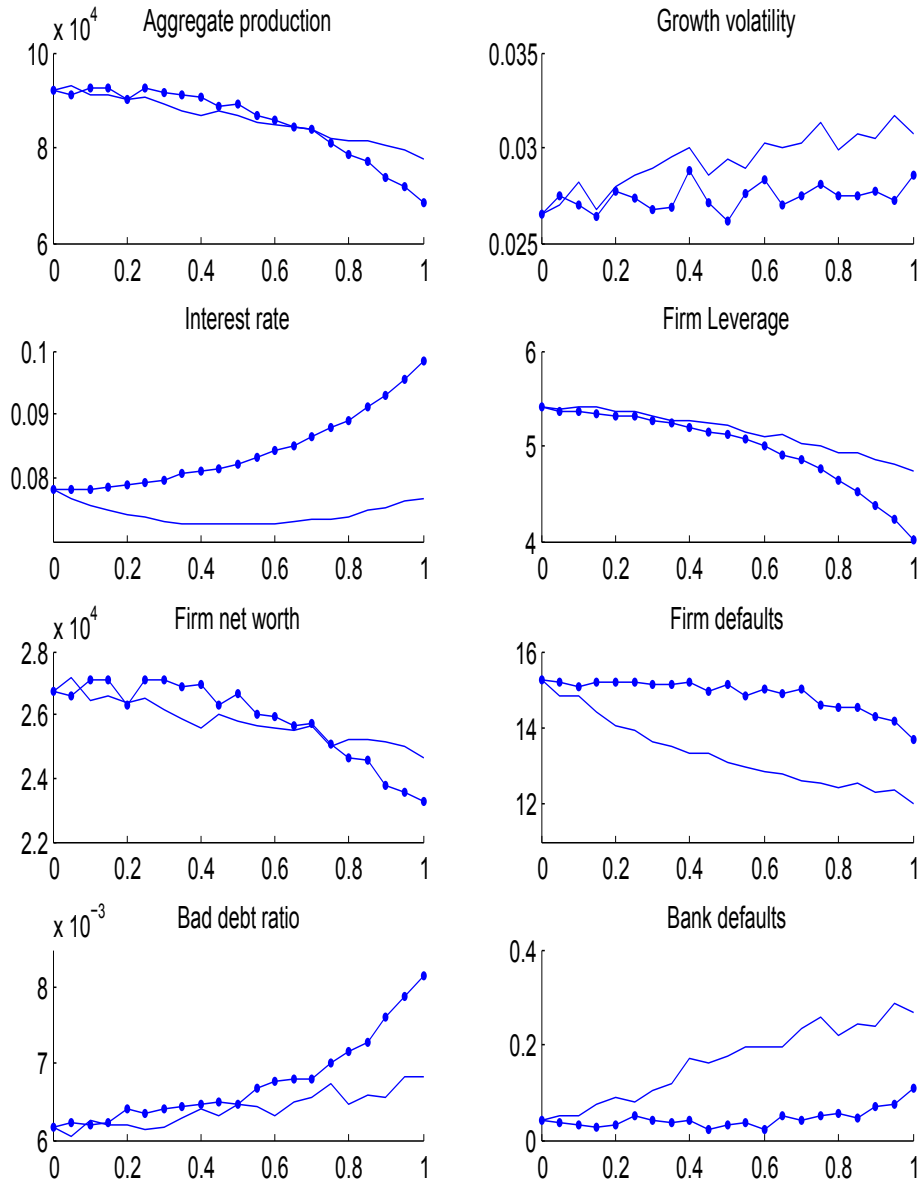 Aggregate production
x 10⁴
10
8
6
0 0.2 0.4 0.6 0.8 1
Growth volatility
0.035
0.03
0.025
0 0.2 0.4 0.6 0.8 1
Interest rate
0.1
0.09
0.08
0 0.2 0.4 0.6 0.8 1
Firm Leverage
6
5
4
0 0.2 0.4 0.6 0.8 1
Firm net worth
x 10⁴
2.8
2.6
2.4
2.2
0 0.2 0.4 0.6 0.8 1
Firm defaults
16
14
12
0 0.2 0.4 0.6 0.8 1
Bad debt ratio
x 10⁻³
8
7
6
0 0.2 0.4 0.6 0.8 1
Bank defaults
0.4
0.2
0
0 0.2 0.4 0.6 0.8 1